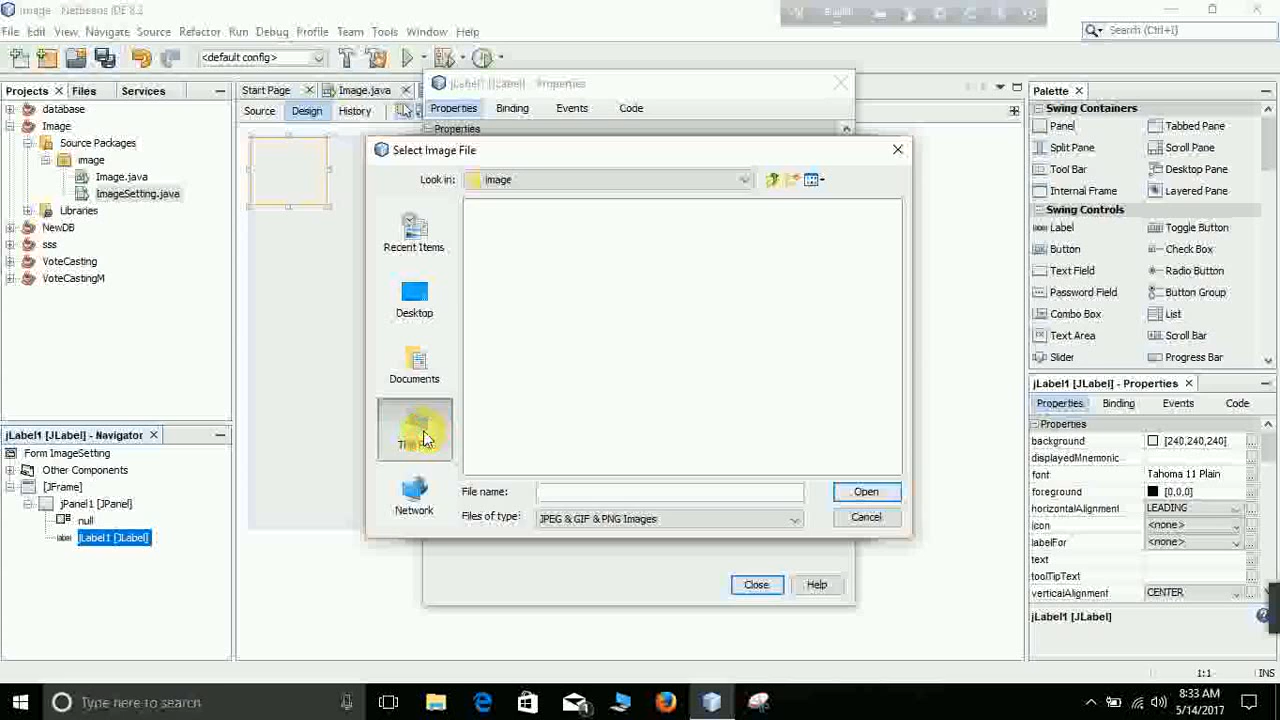 image - Netbeans IDE 8.2
File Edit View Navigate Source Refactor Run Debug Profile Team Tools Window Help
Search (Ctrl+I)
<default config>
Projects Files Services
database
Image
Source Packages
image
Image.java
ImageSetting.java
Libraries
NewDB
sss
VoteCasting
VoteCastingM
jLabel1 [JLabel] - Navigator
Form ImageSetting
Other Components
[JFrame]
jPanel1 [JPanel]
null
label jLabel1 [JLabel]
Start Page Image.java
Source Design History
jLabel1 [JLabel] - Properties
Properties Binding Events Code
Properties
Select Image File
Look in: image
Recent Items
Desktop
Documents
Network
File name: Open
Files of type: JPEG & GIF & PNG Images Cancel
Close Help
Palette
Swing Containers
Panel Tabbed Pane
Split Pane Scroll Pane
Tool Bar Desktop Pane
Internal Frame Layered Pane
Swing Controls
label Label Toggle Button
Button Check Box
Text Field Radio Button
Password Field Button Group
Combo Box List
Text Area Scroll Bar
Slider Progress Bar
jLabel1 [JLabel] - Properties
Properties Binding Events Code
Properties
background [240,240,240]
displayedMnemonic
font Tahoma 11 Plain
foreground [0,0,0]
horizontalAlignment LEADING
icon <none>
labelFor <none>
text
toolTipText
verticalAlignment CENTER
jLabel1 [JLabel]
1:1 INS
Type here to search
8:33 AM
5/14/2017